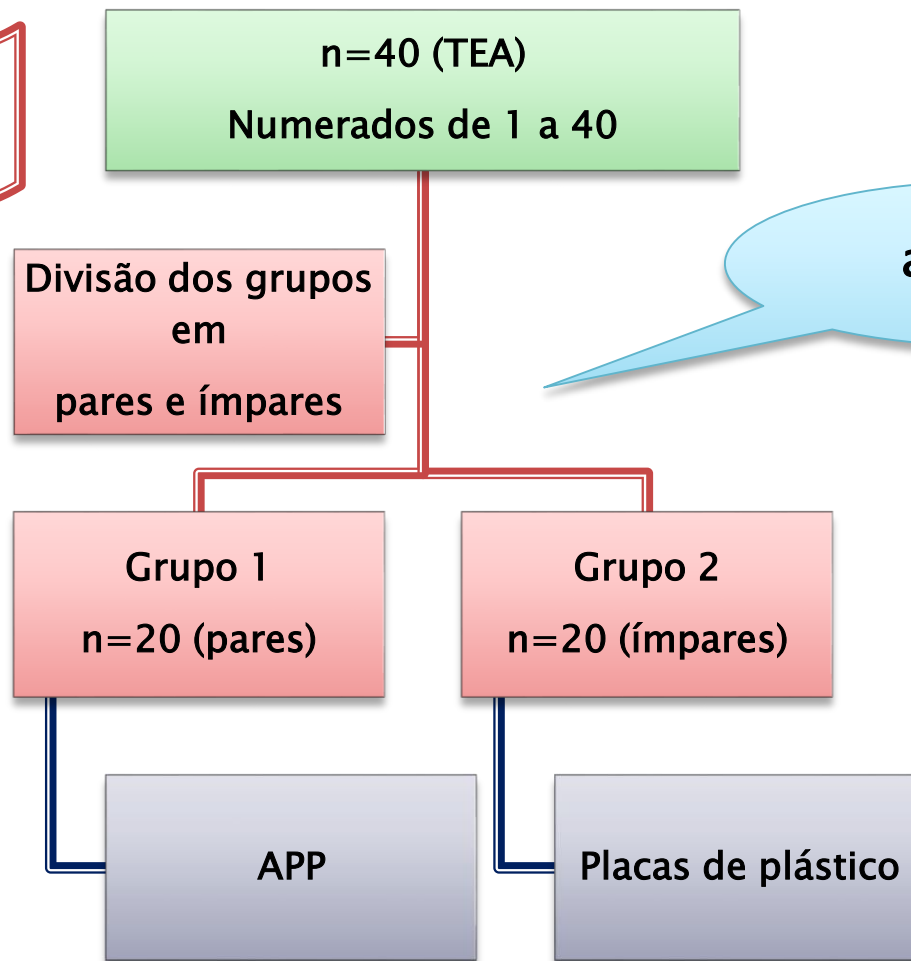 n=40 (TEA)
Numerados de 1 a 40
Divisão dos grupos
em
pares e ímpares
Grupo 1
n=20 (pares)
Grupo 2
n=20 (ímpares)
APP
Placas de plástico